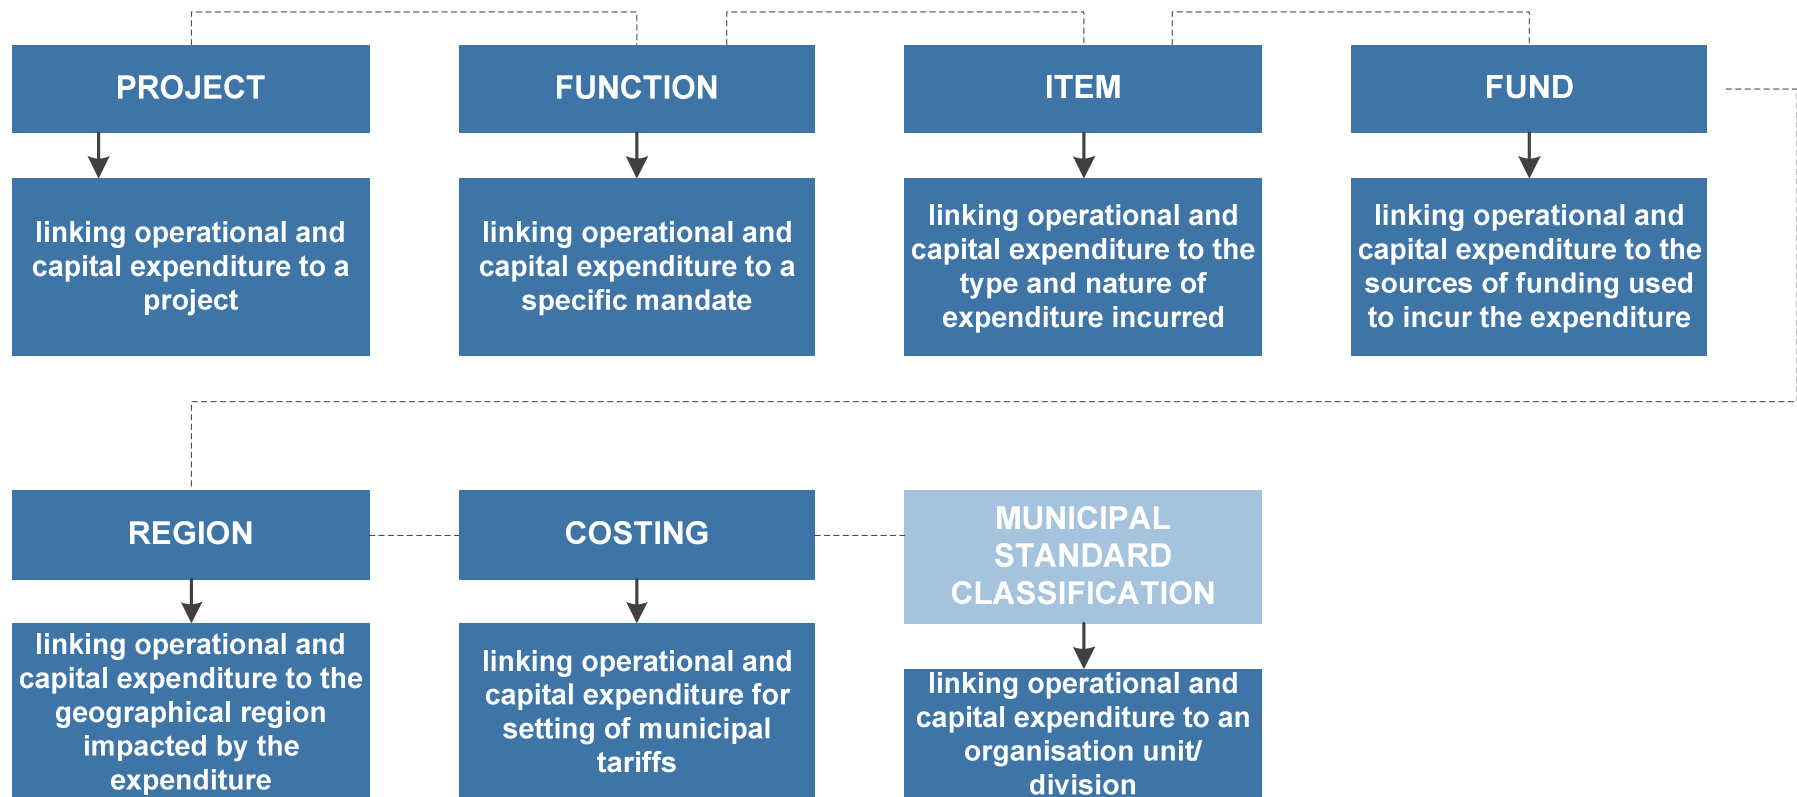 PROJECT
FUNCTION
ITEM
FUND
linking operational and
capital expenditure to a
project
linking operational and
capital expenditure to a
specific mandate
linking operational and
capital expenditure to the
type and nature of
expenditure incurred
linking operational and
capital expenditure to the
sources of funding used
to incur the expenditure
REGION
COSTING
MUNICIPAL
STANDARD
CLASSIFICATION
linking operational and
capital expenditure to the
geographical region
impacted by the
expenditure
linking operational and
capital expenditure for
setting of municipal
tariffs
linking operational and
capital expenditure to an
organisation unit/
division